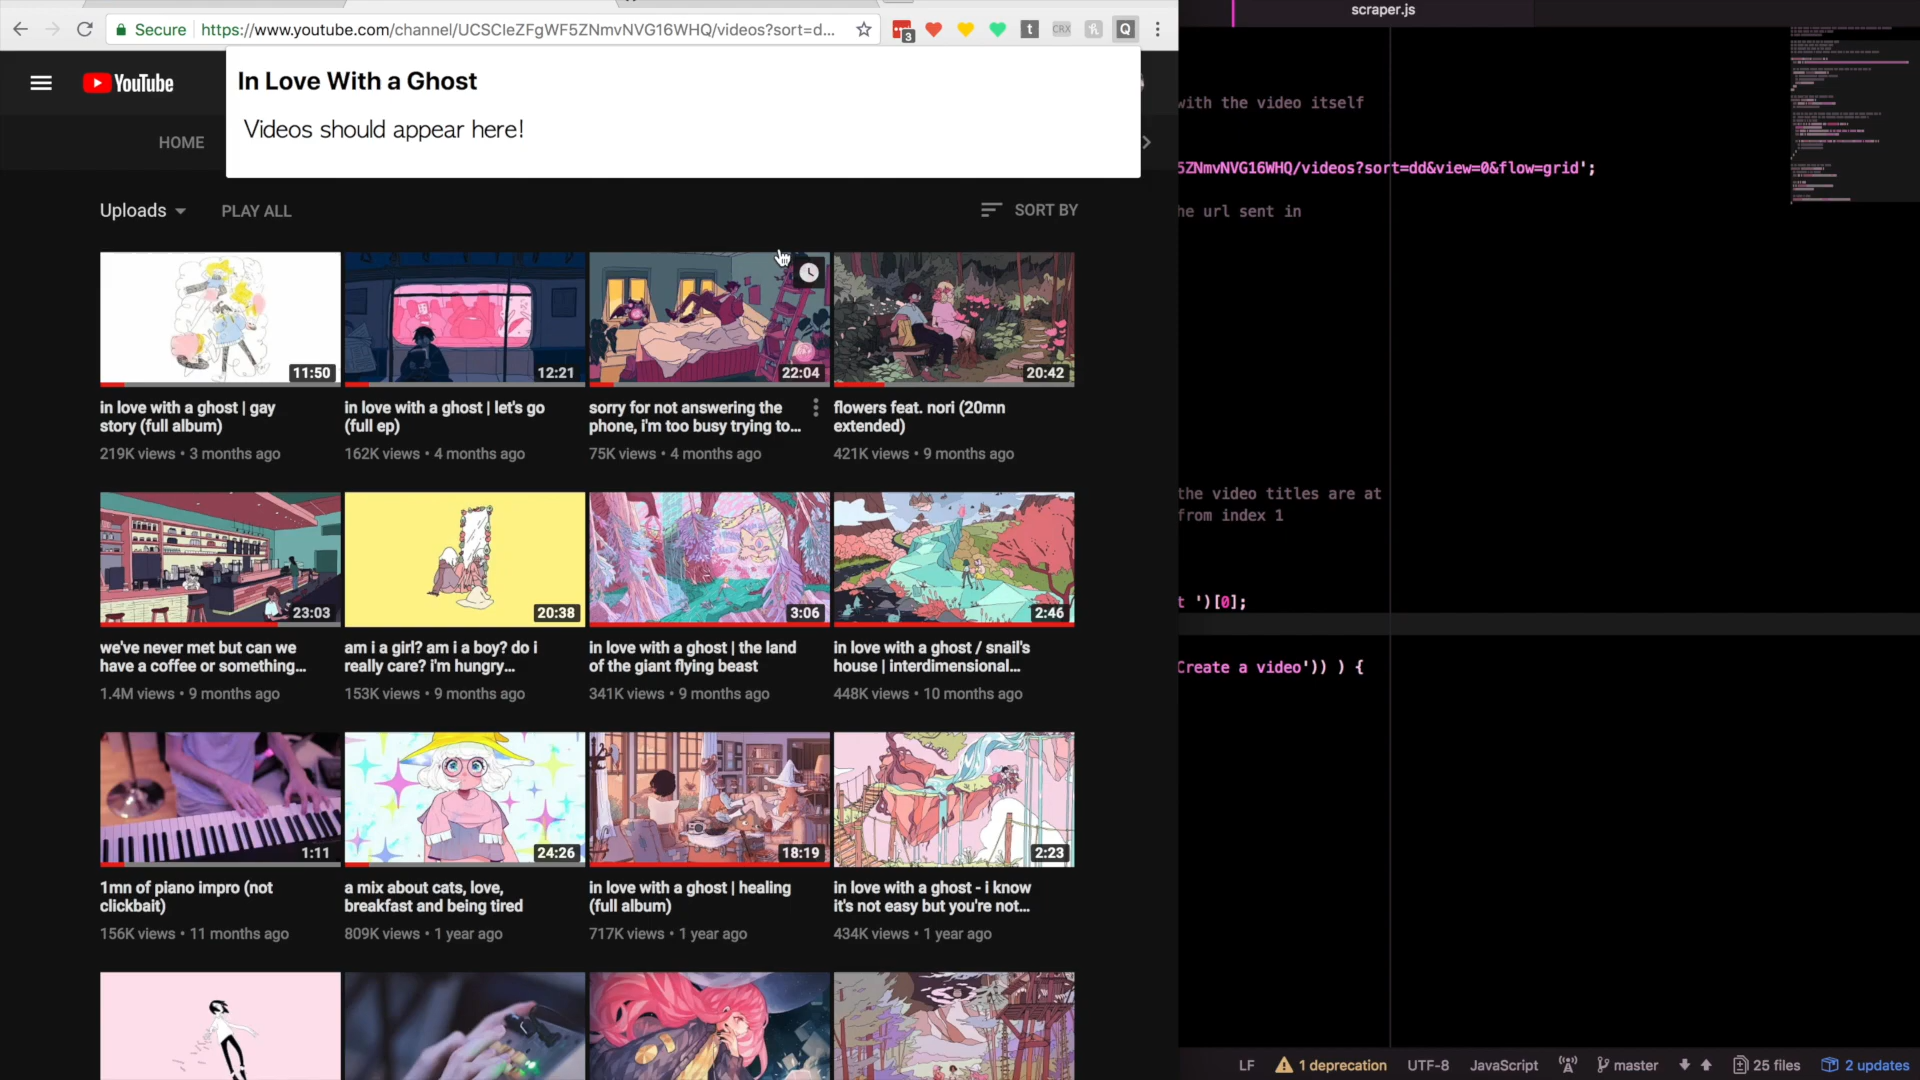 scraper.js
Secure https://www.youtube.com/channel/UCSCIeZFgWF5ZNmvNVG16WHQ/videos?sort=d...
3
t
CRX
Q
YouTube
In Love With a Ghost
Videos should appear here!
HOME
Uploads
PLAY ALL
SORT BY
11:50
12:21
22:04
20:42
in love with a ghost | gay
story (full album)
219K views • 3 months ago
in love with a ghost | let's go
(full ep)
162K views • 4 months ago
sorry for not answering the
phone, i'm too busy trying to...
75K views • 4 months ago
flowers feat. nori (20mn
extended)
421K views • 9 months ago
23:03
20:38
3:06
2:46
we've never met but can we
have a coffee or something...
1.4M views • 9 months ago
am i a girl? am i a boy? do i
really care? i'm hungry...
153K views • 9 months ago
in love with a ghost | the land
of the giant flying beast
341K views • 9 months ago
in love with a ghost / snail's
house | interdimensional...
448K views • 10 months ago
1:11
24:26
18:19
2:23
1mn of piano impro (not
clickbait)
156K views • 11 months ago
a mix about cats, love,
breakfast and being tired
809K views • 1 year ago
in love with a ghost | healing
(full album)
717K views • 1 year ago
in love with a ghost - i know
it's not easy but you're not...
434K views • 1 year ago
with the video itself
5ZNmvNVG16WHQ/videos?sort=dd&view=0&flow=grid';
he url sent in
the video titles are at
from index 1
t ')[0];
Create a video')) ) {
LF 1 deprecation UTF-8 JavaScript master 25 files 2 updates